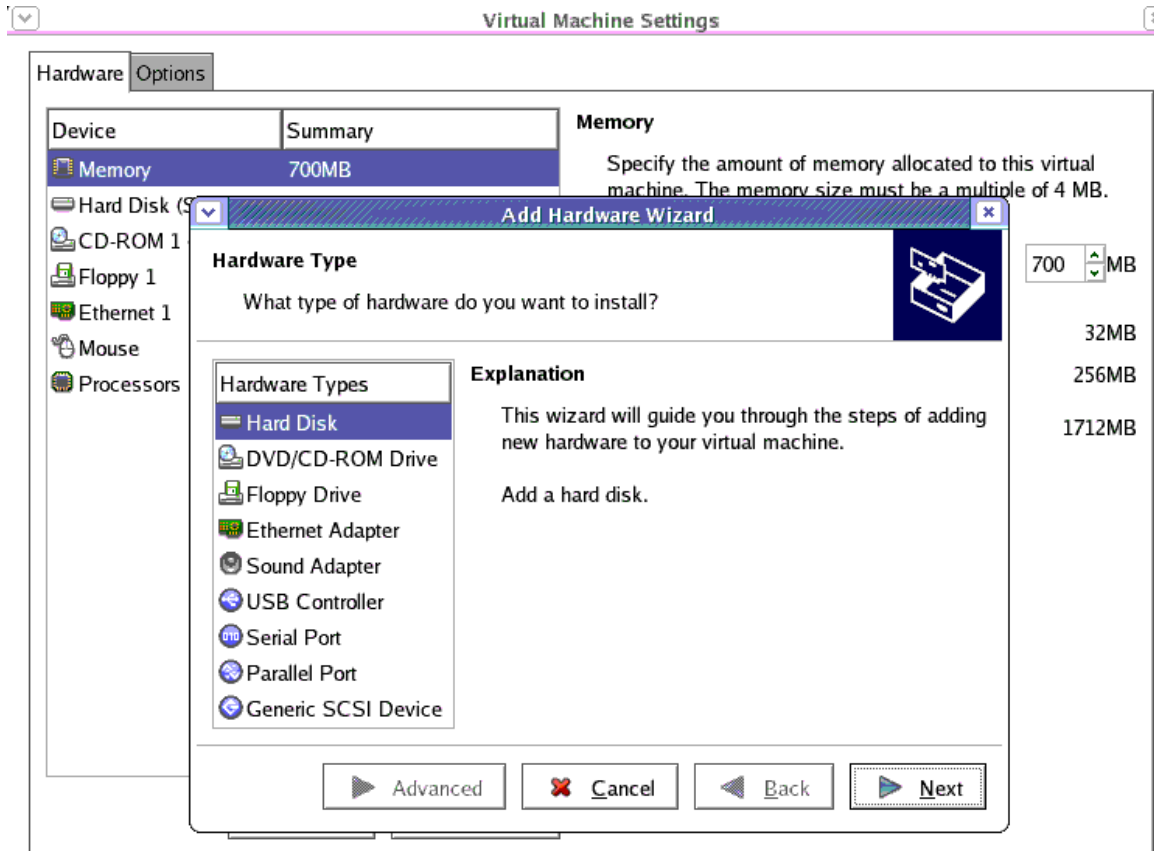 Virtual Machine Settings
Hardware Options
Device Summary
Memory 700MB
Hard Disk (S
CD-ROM 1
Floppy 1
Ethernet 1
Mouse
Processors
Memory
Specify the amount of memory allocated to this virtual
machine. The memory size must be a multiple of 4 MB.
700 MB
32MB
256MB
1712MB
Add Hardware Wizard
Hardware Type
What type of hardware do you want to install?
Hardware Types
Hard Disk
DVD/CD-ROM Drive
Floppy Drive
Ethernet Adapter
Sound Adapter
USB Controller
Serial Port
Parallel Port
Generic SCSI Device
Explanation
This wizard will guide you through the steps of adding
new hardware to your virtual machine.
Add a hard disk.
Advanced Cancel Back Next